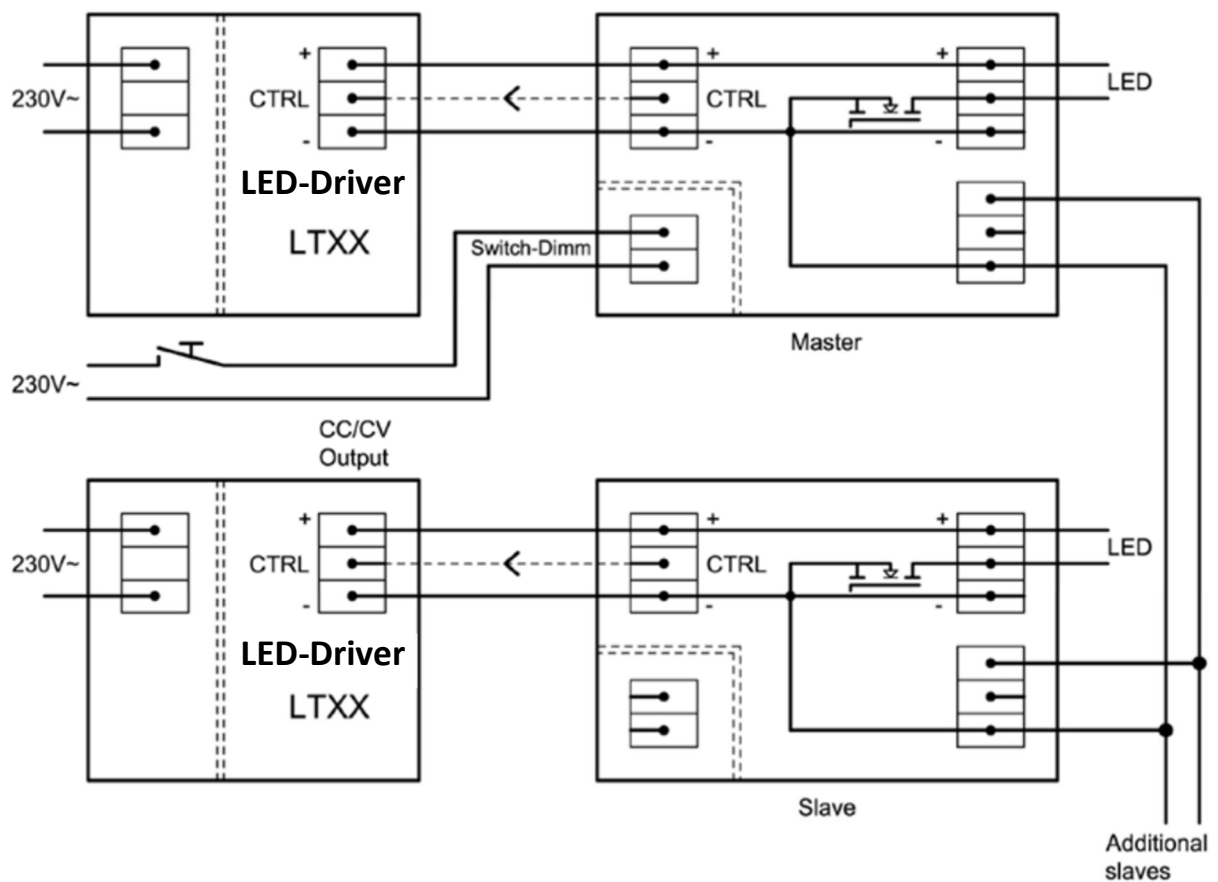 +
+
+
230V~
CTRL
CTRL
LED
-
-
-
LED-Driver
LTXX
Switch-Dimm
Master
230V~
CC/CV
Output
+
+
+
230V~
CTRL
CTRL
LED
-
-
-
LED-Driver
LTXX
Slave
Additional
slaves